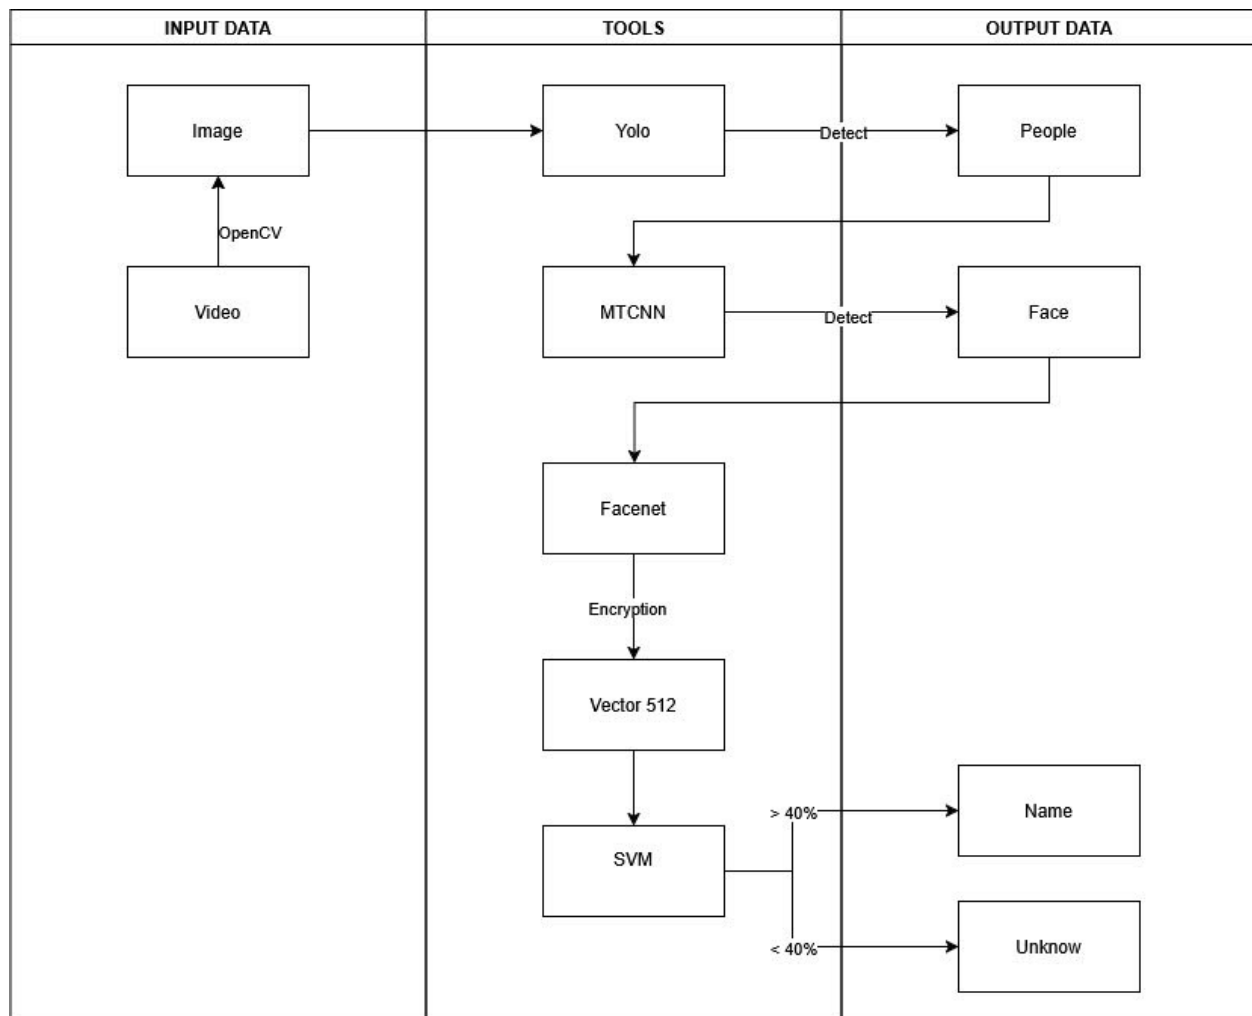 INPUT DATA
TOOLS
OUTPUT DATA
Image
Yolo
Detect
People
OpenCV
Video
MTCNN
Detect
Face
Facenet
Encryption
Vector 512
> 40%
Name
SVM
< 40%
Unknow